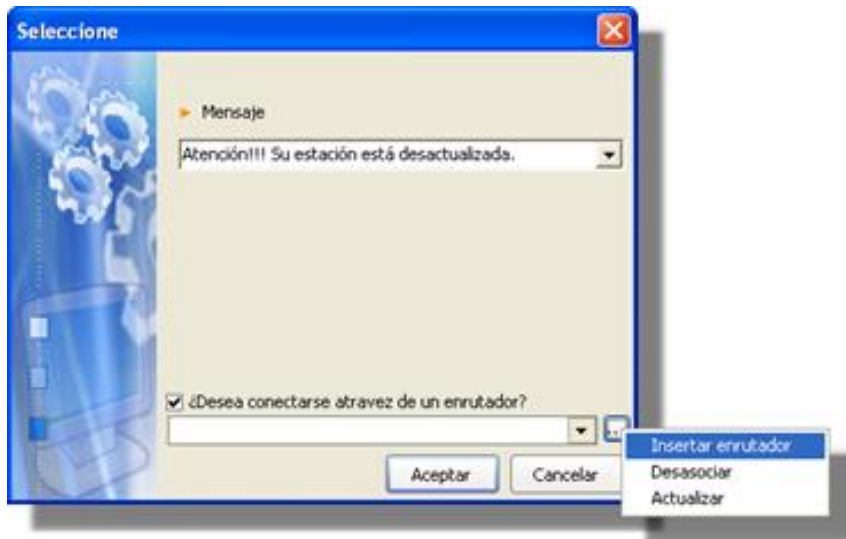 Seleccione
Mensaje
Atención!!! Su estación está desactualizada.
¿Desea conectarse atravez de un enrutador?
...
Aceptar
Cancelar
Insertar enrutador
Desasociar
Actualizar